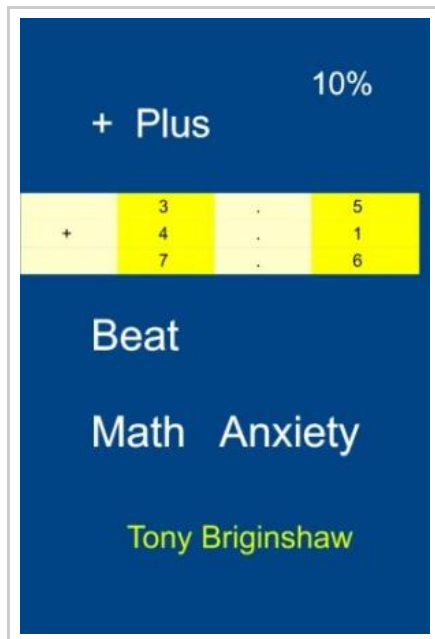 10%
+ Plus
3 . 5
+ 4 . 1
7 . 6
Beat
Math Anxiety
Tony Briginshaw